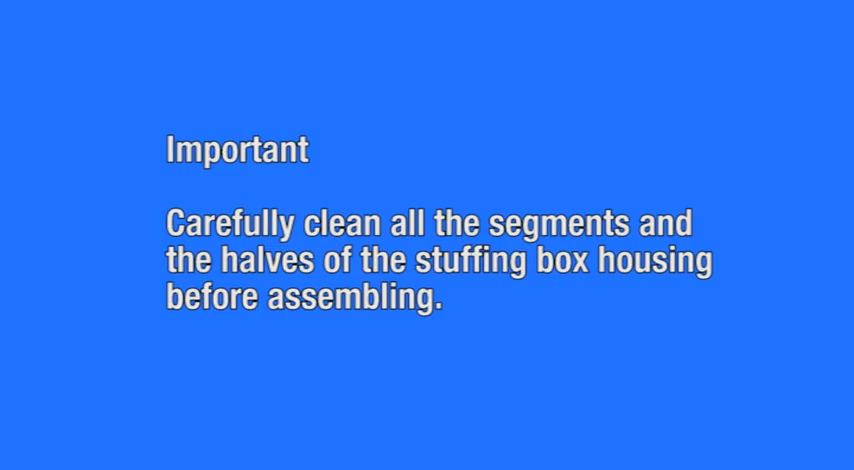 Important
Carefully clean all the segments and
the halves of the stuffing box housing
before assembling.